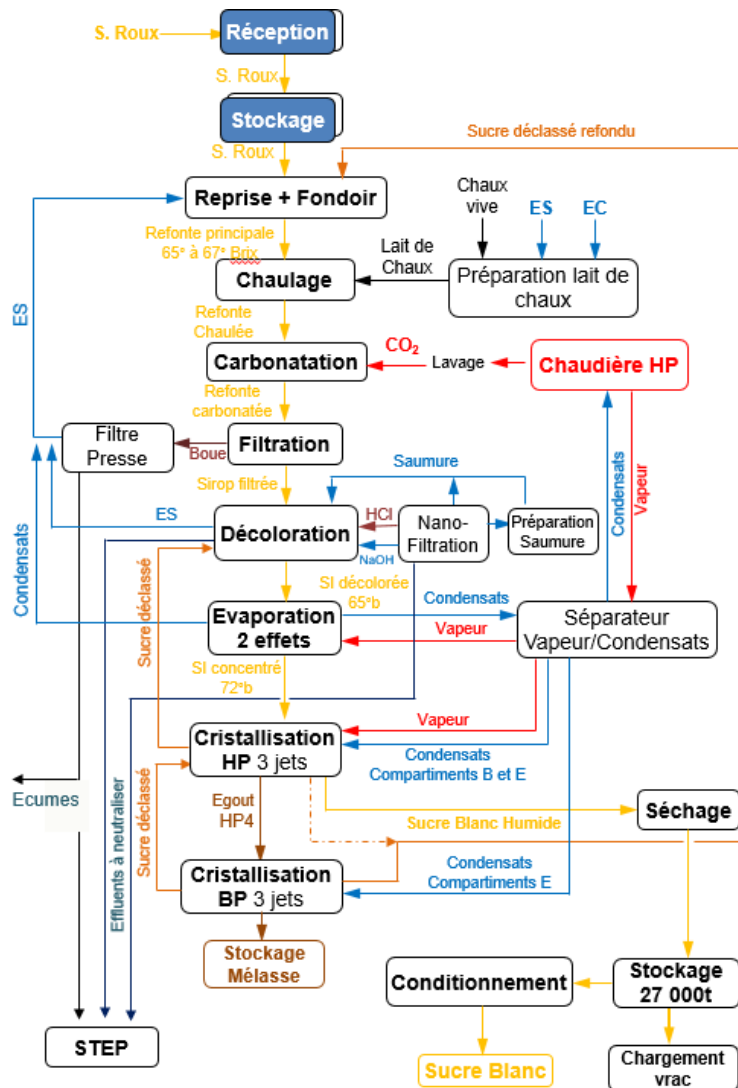 S. Roux
Réception
S. Roux
Stockage
S. Roux
Sucre déclassé refondu
Reprise + Fondoir
Chaux
vive
ES
EC
Refonte principale
65° à 67° Brix
Lait de
Chaux
Chaulage
Préparation lait de
chaux
ES
Refonte
Chaulée
CO₂
Lavage
Chaudière HP
Carbonatation
Refonte
carbonatée
Filtre
Presse
Boue
Filtration
Saumure
Condensats
Vapeur
Sirop filtrée
ES
HCl
Décoloration
Nano-
Filtration
Préparation
Saumure
NaOH
Condensats
Sucre déclassé
SI décolorée
65°b
Condensats
Evaporation
2 effets
Vapeur
Séparateur
Vapeur/Condensats
SI concentré
72°b
Vapeur
Cristallisation
HP 3 jets
Condensats
Compartiments B et E
Ecumes
Effluents à neutraliser
Sucre déclassé
Egout
HP4
Sucre Blanc Humide
Séchage
Cristallisation
BP 3 jets
Condensats
Compartiments E
Stockage
Mélasse
Conditionnement
Stockage
27 000t
STEP
Sucre Blanc
Chargement
vrac